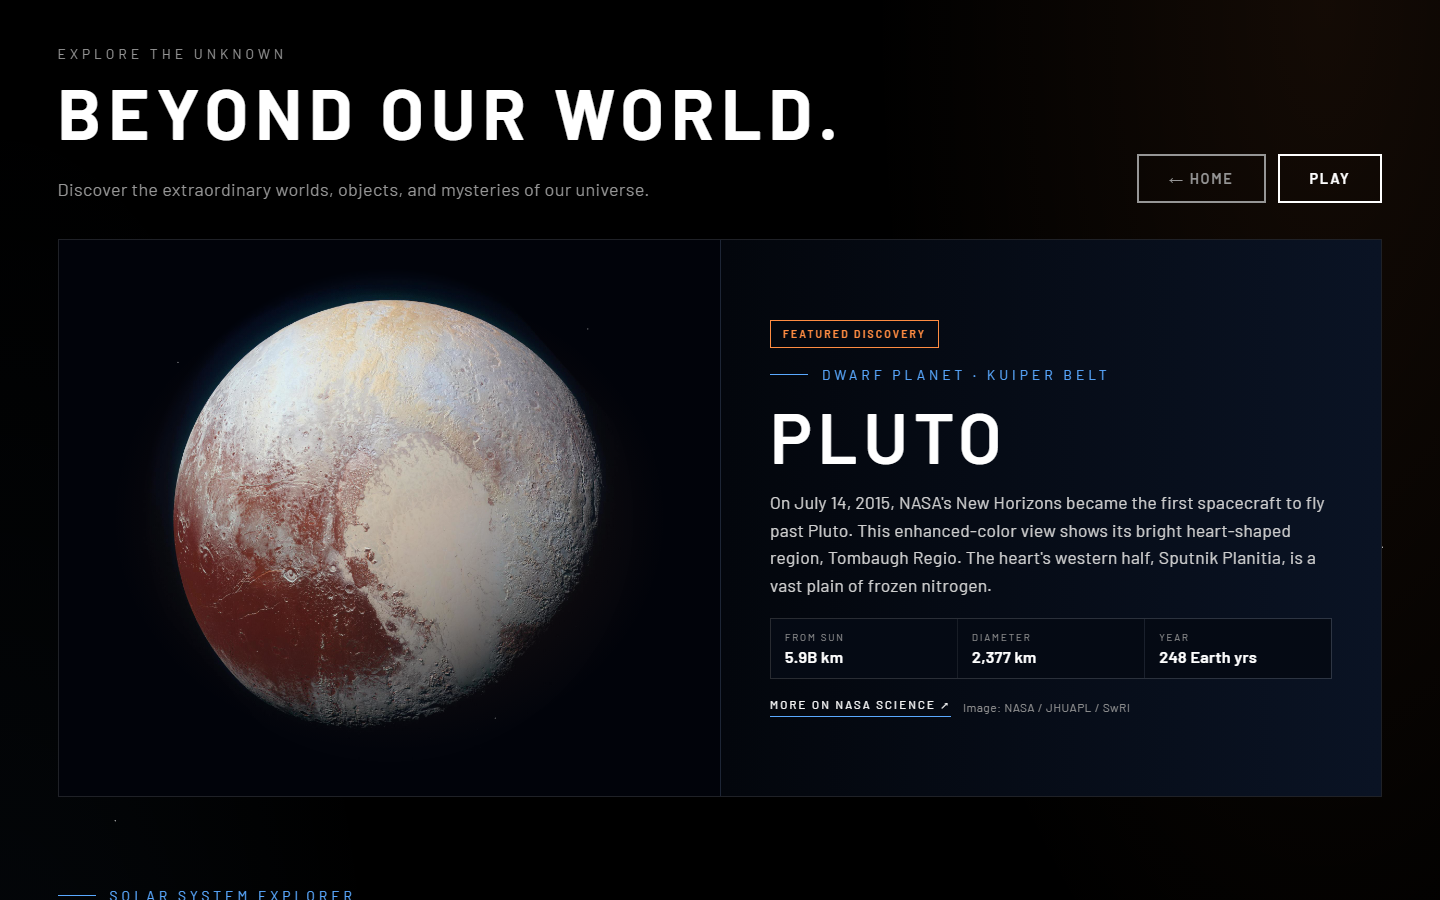 EXPLORE THE UNKNOWN
BEYOND OUR WORLD.
Discover the extraordinary worlds, objects, and mysteries of our universe.
← HOME
PLAY
FEATURED DISCOVERY
DWARF PLANET · KUIPER BELT
PLUTO
On July 14, 2015, NASA's New Horizons became the first spacecraft to fly
past Pluto. This enhanced-color view shows its bright heart-shaped
region, Tombaugh Regio. The heart's western half, Sputnik Planitia, is a
vast plain of frozen nitrogen.
FROM SUN
5.9B km
DIAMETER
2,377 km
YEAR
248 Earth yrs
MORE ON NASA SCIENCE ↗
Image: NASA / JHUAPL / SwRI
SOLAR SYSTEM EXPLORER